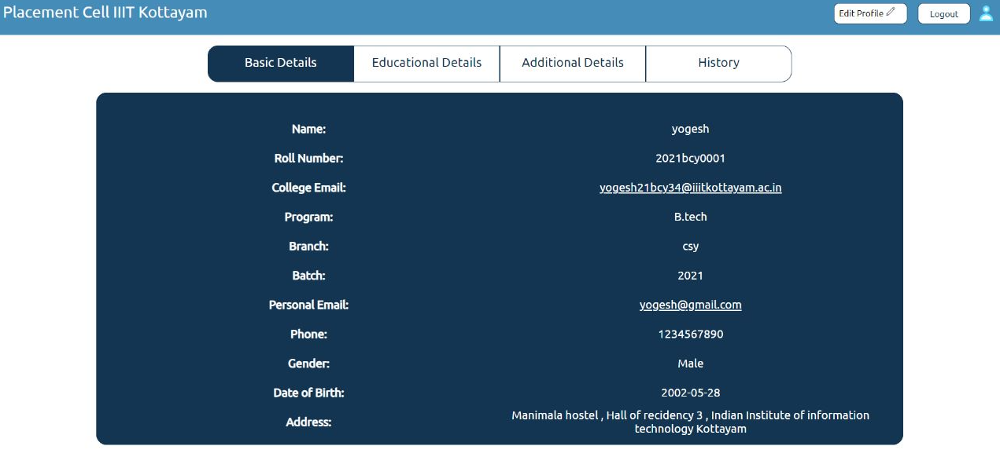 Placement Cell IIIT Kottayam
Edit Profile
Logout
Basic Details
Educational Details
Additional Details
History
Name: yogesh
Roll Number: 2021bcy0001
College Email: yogesh21bcy34@iiitkottayam.ac.in
Program: B.tech
Branch: csy
Batch: 2021
Personal Email: yogesh@gmail.com
Phone: 1234567890
Gender: Male
Date of Birth: 2002-05-28
Address: Manimala hostel , Hall of recidency 3 , Indian Institute of information
technology Kottayam